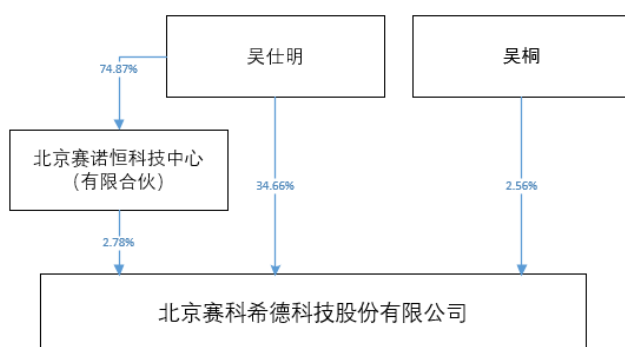 吴仕明
吴桐
74.87%
北京赛诺恒科技中心
（有限合伙）
34.66%
2.56%
2.78%
北京赛科希德科技股份有限公司